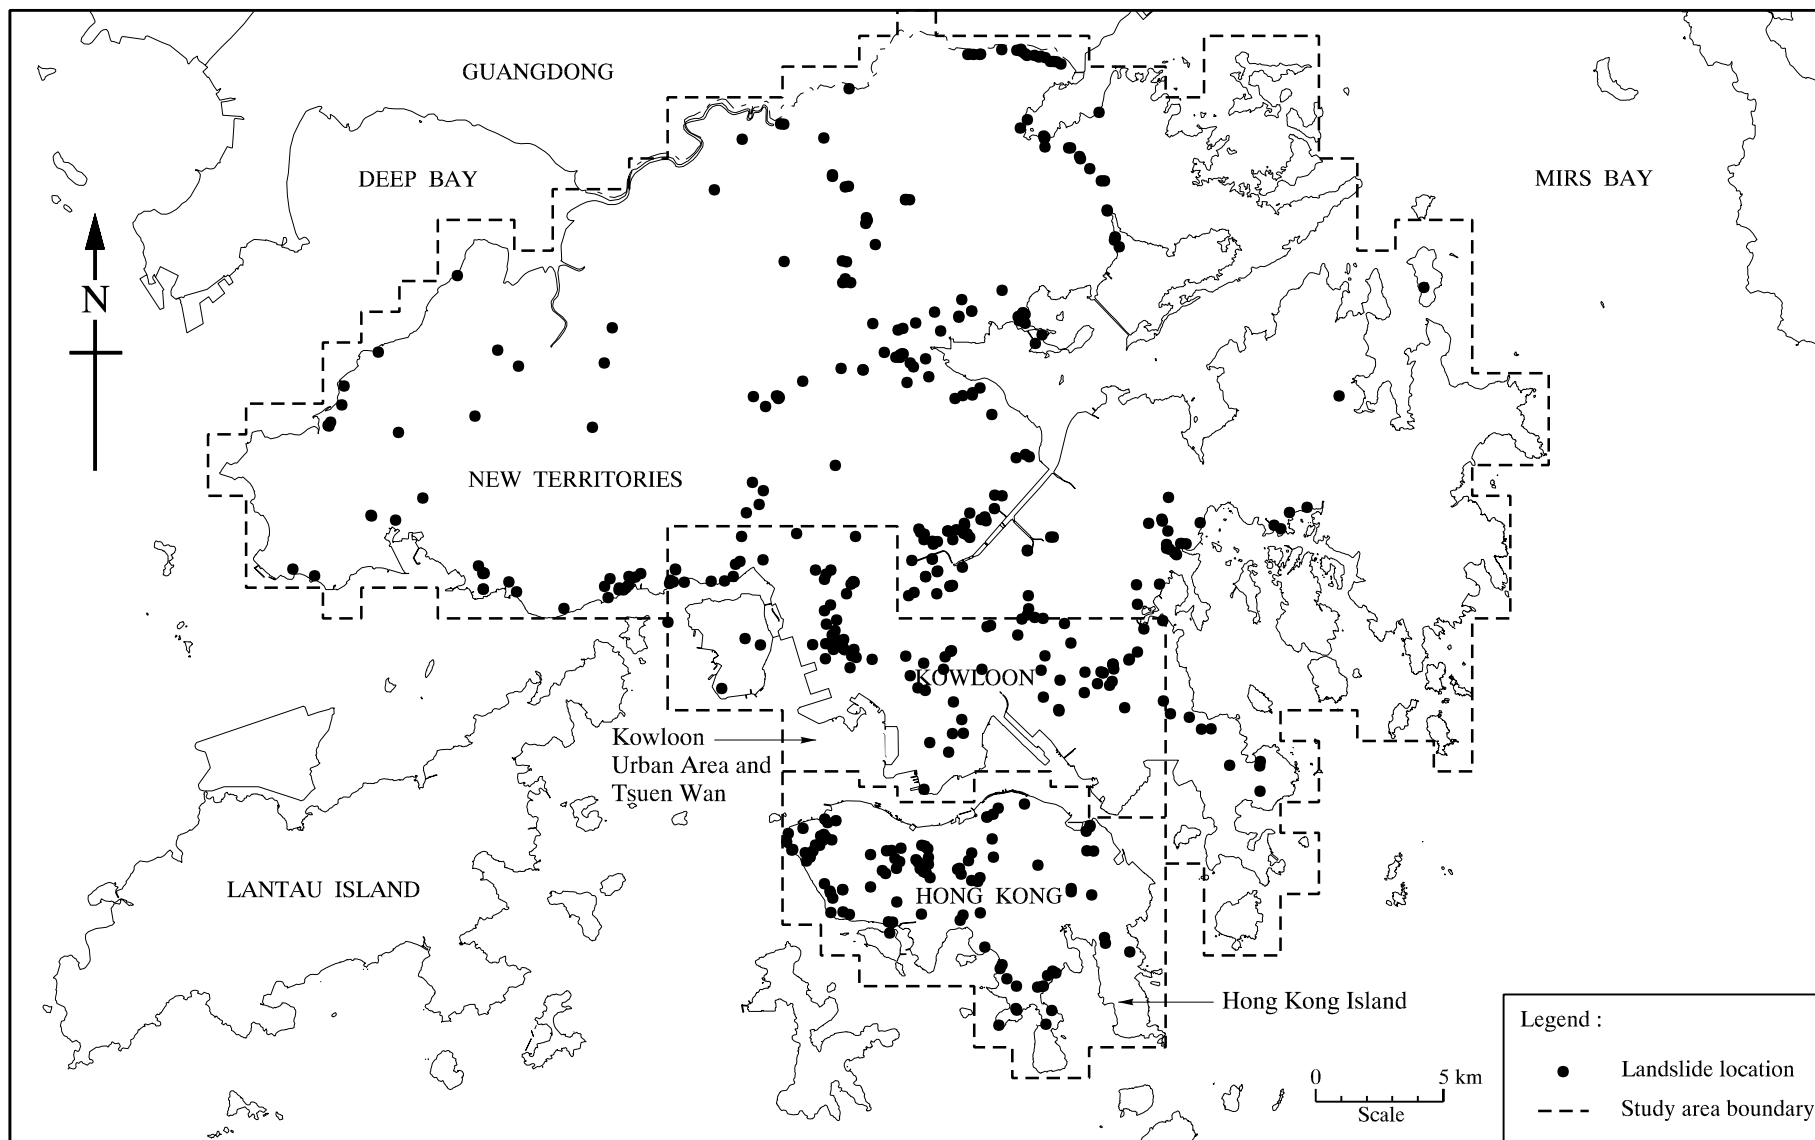 GUANGDONG
DEEP BAY
MIRS BAY
N
NEW TERRITORIES
KOWLOON
Kowloon
Urban Area and
Tsuen Wan
LANTAU ISLAND
HONG KONG
Hong Kong Island
Legend :
Landslide location
Study area boundary
0 5 km
Scale